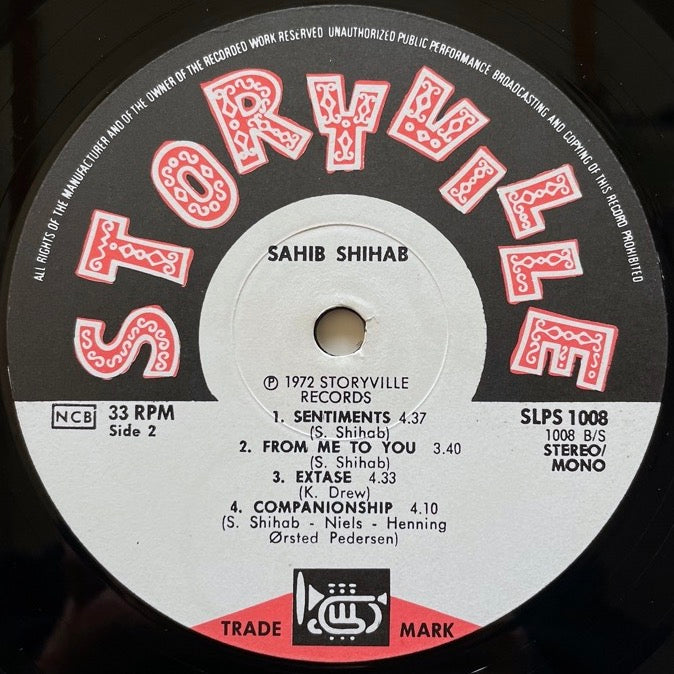 ALL RIGHTS OF THE MANUFACTURER AND OF THE OWNER OF THE RECORDED WORK RESERVED UNAUTHORIZED PUBLIC PERFORMANCE BROADCASTING AND COPYING OF THIS RECORD PROHIBITED
STORYVILLE
SAHIB SHIHAB
Ⓟ 1972 STORYVILLE
RECORDS
NCB 33 RPM
Side 2
SLPS 1008
1008 B/S
STEREO/
MONO
1. SENTIMENTS 4.37
(S. Shihab)
2. FROM ME TO YOU 3.40
(S. Shihab)
3. EXTASE 4.33
(K. Drew)
4. COMPANIONSHIP 4.10
(S. Shihab - Niels - Henning
Ørsted Pedersen)
TRADE MARK